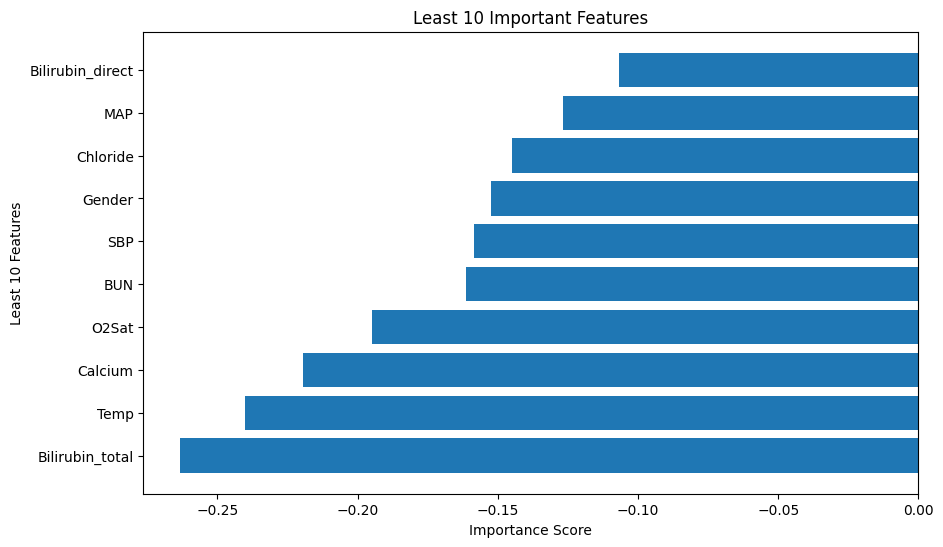 Least 10 Important Features
Least 10 Features
Bilirubin_direct
MAP
Chloride
Gender
SBP
BUN
O2Sat
Calcium
Temp
Bilirubin_total
−0.25 −0.20 −0.15 −0.10 −0.05 0.00
Importance Score